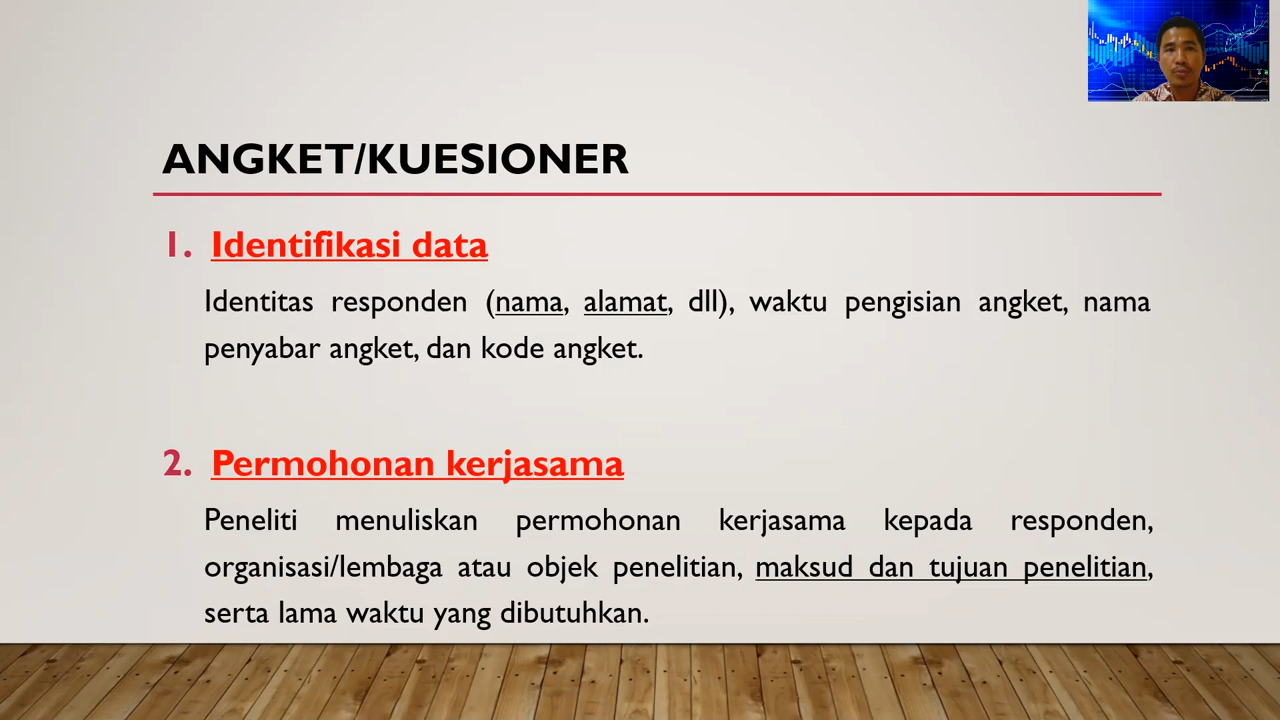 ANGKET/KUESIONER
1. Identifikasi data
Identitas responden (nama, alamat, dll), waktu pengisian angket, nama
penyabar angket, dan kode angket.
2. Permohonan kerjasama
Peneliti menuliskan permohonan kerjasama kepada responden,
organisasi/lembaga atau objek penelitian, maksud dan tujuan penelitian,
serta lama waktu yang dibutuhkan.